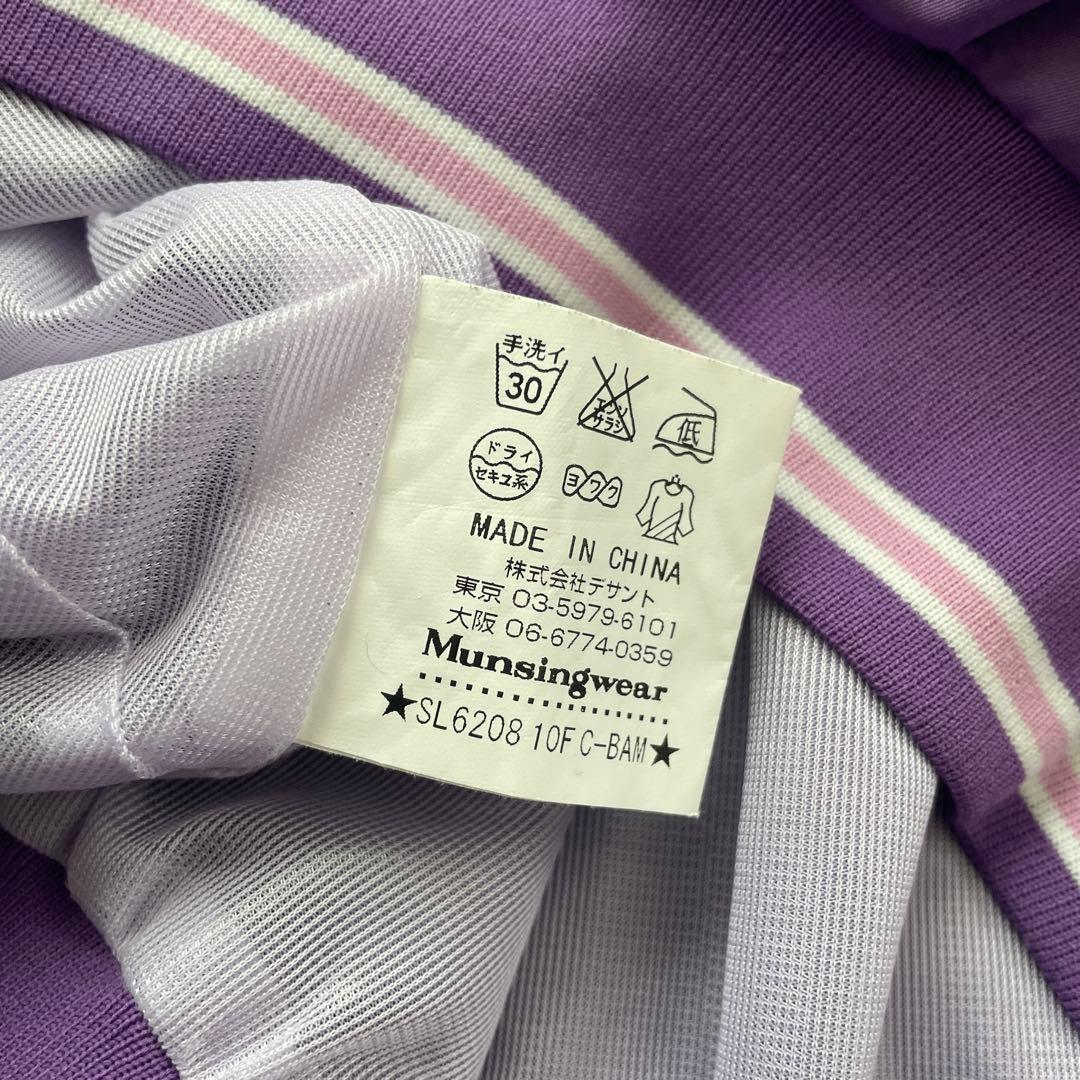 手洗イ
30
エンソ
サラシ
低
ドライ
セキユ系
ヨワク
MADE IN CHINA
株式会社デサント
東京 03-5979-6101
大阪 06-6774-0359
Munsingwear
★SL6208 10F C-BAM★